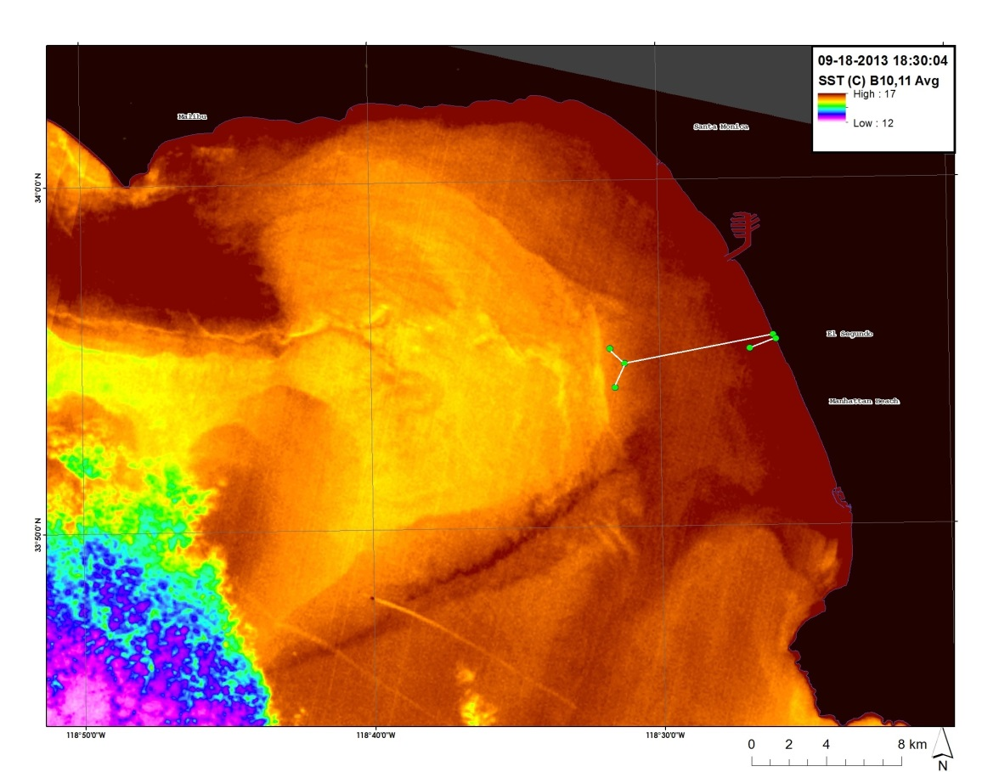 09-18-2013 18:30:04
SST (C) B10,11 Avg
High : 17
Low : 12
Malibu
Santa Monica
34°0'0"N
El Segundo
Manhattan Beach
33°50'0"N
118°50'0"W
118°40'0"W
118°30'0"W
0 2 4 8 km
N